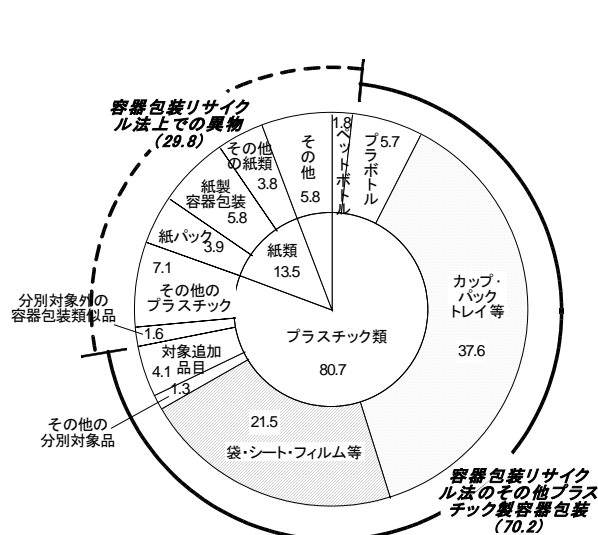 容器包装リサイク
ル法上での異物
(29.8)
その他
の紙類
3.8
その他
5.8
1.8
ペットボトル
5.7
プラボトル
紙製
容器包装
5.8
紙パック
3.9
紙類
13.5
7.1
その他の
プラスチック
分別対象外の
容器包装類似品
1.6
対象追加
品目
4.1
1.3
その他の
分別対象品
プラスチック類
80.7
カップ・
パック
トレイ等
37.6
21.5
袋・シート・フィルム等
容器包装リサイク
ル法のその他プラス
チック製容器包装
(70.2)